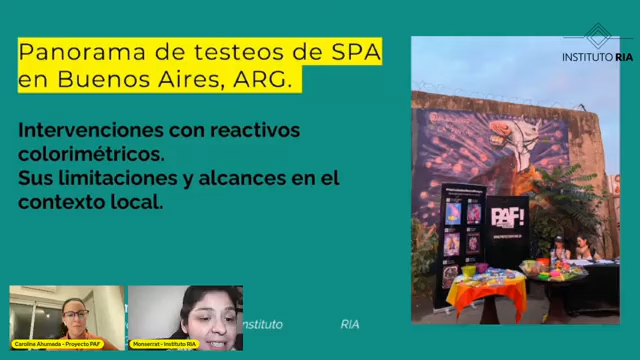 Panorama de testeos de SPA
en Buenos Aires, ARG.
INSTITUTO RIA
Intervenciones con reactivos
colorimétricos.
Sus limitaciones y alcances en el
contexto local.
PAF!
Instituto RIA
Carolina Ahumada - Proyecto PAF
Monserrat - Instituto RIA